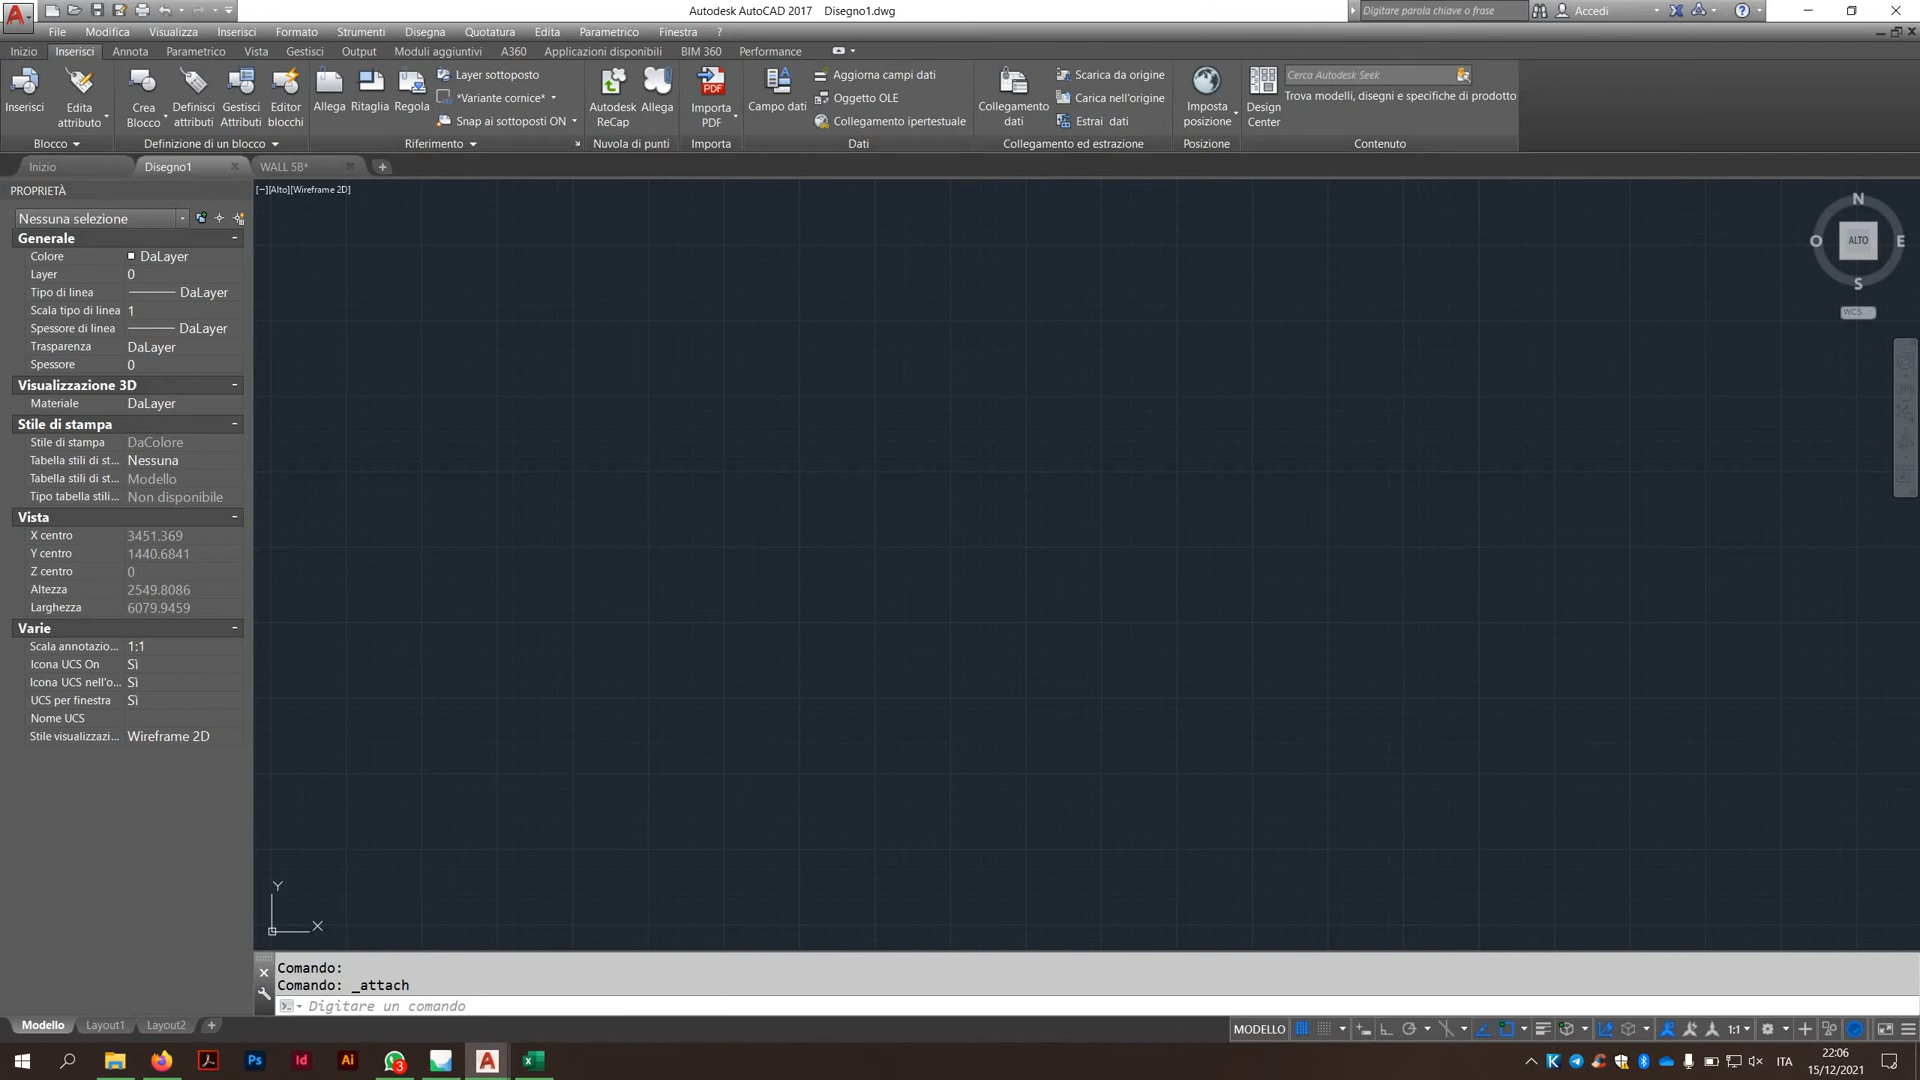 Autodesk AutoCAD 2017 Disegno1.dwg
Digitare parola chiave o frase
Accedi
File Modifica Visualizza Inserisci Formato Strumenti Disegna Quotatura Edita Parametrico Finestra ?
Inizio Inserisci Annota Parametrico Vista Gestisci Output Moduli aggiuntivi A360 Applicazioni disponibili BIM 360 Performance
Inserisci
Edita attributo
Crea Blocco
Definisci attributi
Gestisci Attributi
Editor blocchi
Allega
Ritaglia
Regola
Layer sottoposto
*Variante cornice*
Snap ai sottoposti ON
Autodesk ReCap
Allega
PDF
Importa PDF
Campo dati
Aggiorna campi dati
Oggetto OLE
Collegamento ipertestuale
Collegamento dati
Scarica da origine
Carica nell'origine
Estrai dati
Imposta posizione
Design Center
Cerca Autodesk Seek
Trova modelli, disegni e specifiche di prodotto
Blocco Definizione di un blocco Riferimento Nuvola di punti Importa Dati Collegamento ed estrazione Posizione Contenuto
Inizio Disegno1 WALL 5B* +
PROPRIETÀ
[−][Alto][Wireframe 2D]
Nessuna selezione
Generale
Colore DaLayer
Layer 0
Tipo di linea DaLayer
Scala tipo di linea 1
Spessore di linea DaLayer
Trasparenza DaLayer
Spessore 0
Visualizzazione 3D
Materiale DaLayer
Stile di stampa
Stile di stampa DaColore
Tabella stili di st... Nessuna
Tabella stili di st... Modello
Tipo tabella stili... Non disponibile
Vista
X centro 3451.369
Y centro 1440.6841
Z centro 0
Altezza 2549.8086
Larghezza 6079.9459
Varie
Scala annotazio... 1:1
Icona UCS On Sì
Icona UCS nell'o... Sì
UCS per finestra Sì
Nome UCS
Stile visualizzazi... Wireframe 2D
N
O ALTO E
S
WCS
Y
X
Comando:
Comando: _attach
Digitare un comando
Modello Layout1 Layout2 +
MODELLO 1:1
Ps Id Ai 3 A
ITA
22:06
15/12/2021